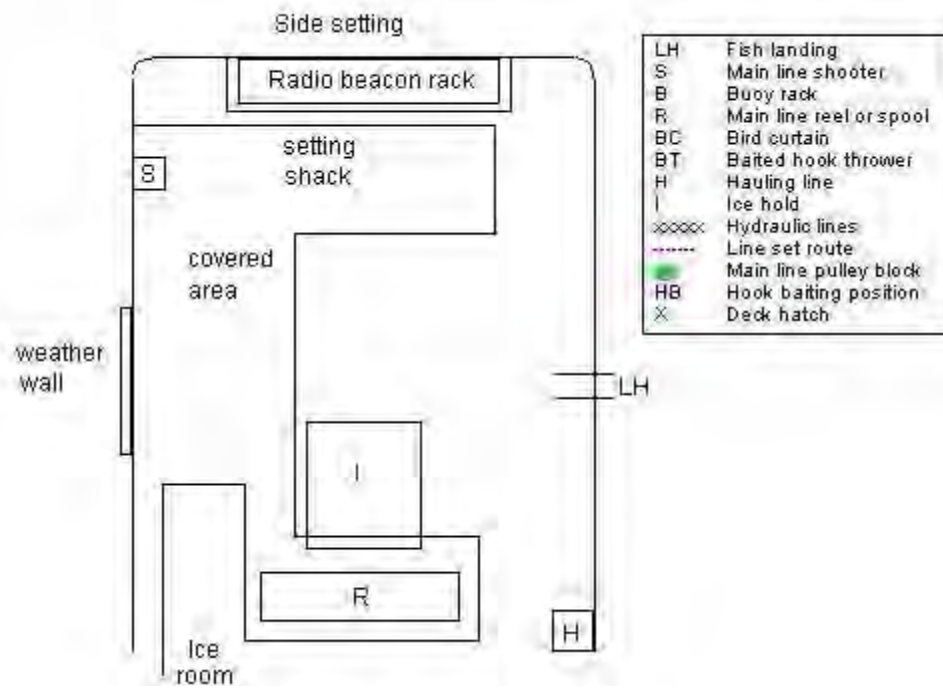 Side setting
Radio beacon rack
setting
shack
S
covered
area
weather
wall
LH
I
R
H
Ice
room
LH Fish landing
S Main line shooter
B Buoy rack
R Main line reel or spool
BC Bird curtain
BT Baited hook thrower
H Hauling line
I Ice hold
xxxxxx Hydraulic lines
------- Line set route
Main line pulley block
HB Hook baiting position
X Deck hatch